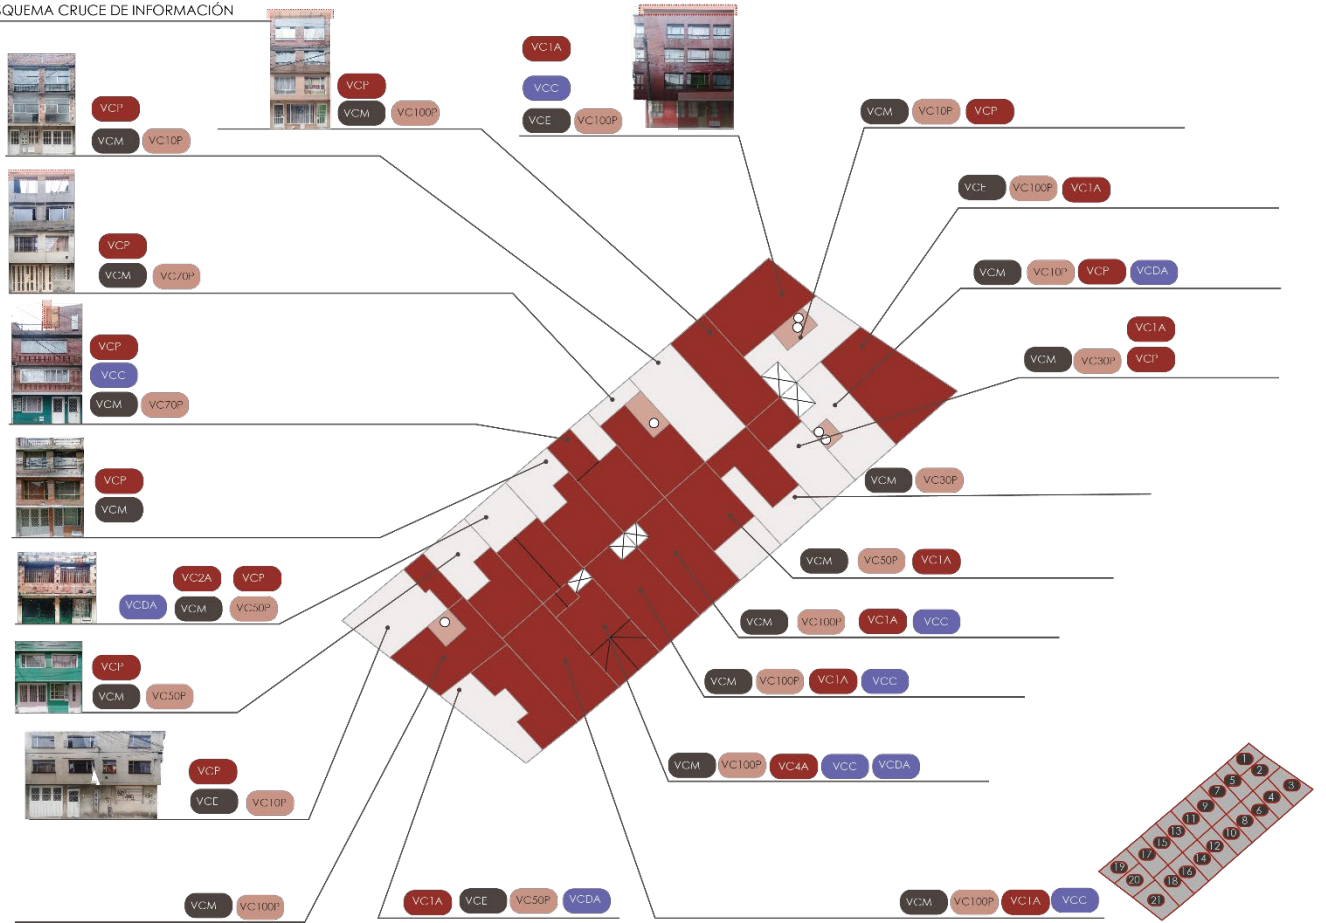 SQUEMA CRUCE DE INFORMACIÓN
VCP
VCM VC10P
VCP
VCM VC100P
VC1A
VCC
VCE VC100P
VCM VC10P VCP
VCE VC100P VC1A
VCM VC10P VCP VCDA
VC1A
VCM VC30P VCP
VCM VC30P
VCM VC50P VC1A
VCM VC100P VC1A VCC
VCM VC100P VC1A VCC
VCM VC100P VC4A VCC VCDA
VCM VC100P VC1A VCC
VCP
VCM VC70P
VCP
VCC
VCM VC70P
VCP
VCM
VC2A VCP
VCDA VCM VC50P
VCP
VCM VC50P
VCP
VCE VC10P
VCM VC100P
VC1A VCE VC50P VCDA
1
2
3
5
4
7
6
9
8
11
10
13
12
15
14
17
16
19
18
20
21